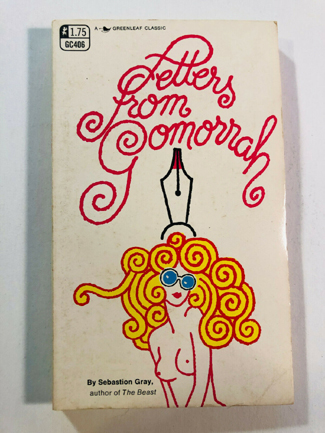 $1.75
GC406
A GREENLEAF CLASSIC
Letters
from
Gomorrah
By Sebastion Gray,
author of The Beast